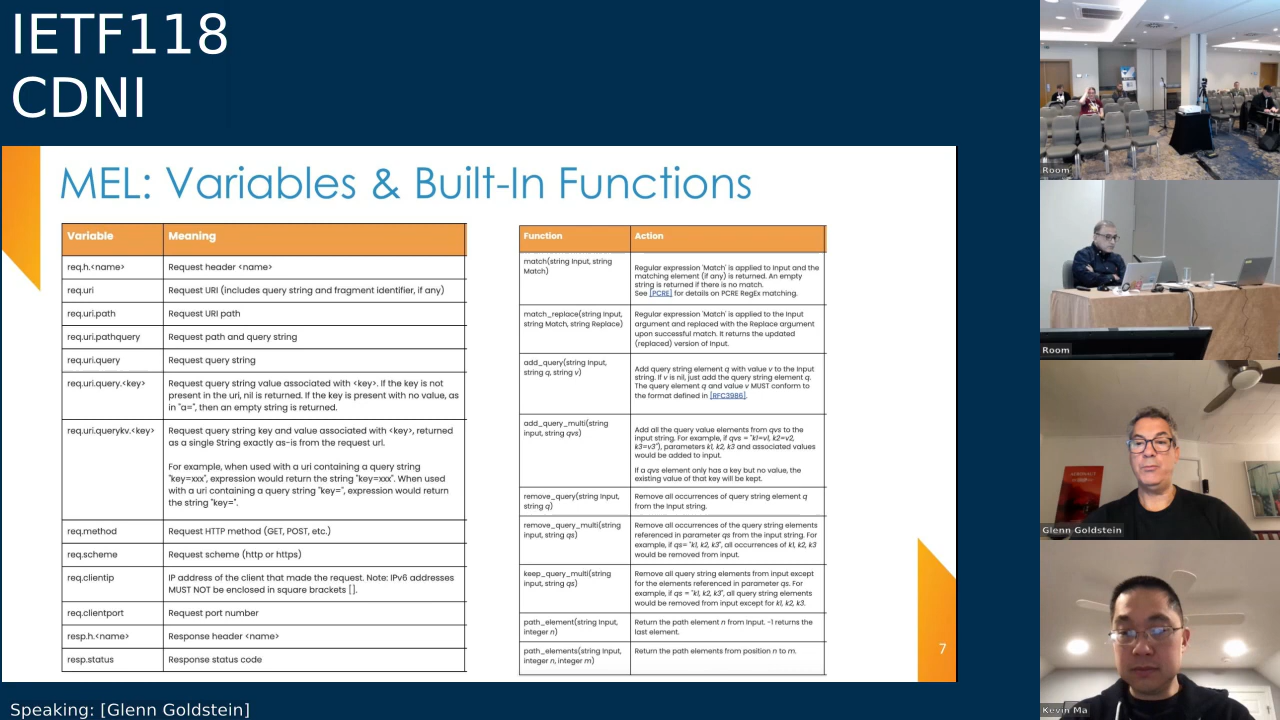 IETF118
CDNI
MEL: Variables & Built-In Functions
Variable Meaning
req.h.<name> Request header <name>
req.uri Request URI (includes query string and fragment identifier, if any)
req.uri.path Request URI path
req.uri.pathquery Request path and query string
req.uri.query Request query string
req.uri.query.<key> Request query string value associated with <key>. If the key is not
present in the uri, nil is returned. If the key is present with no value, as
in "a=", then an empty string is returned.
req.uri.querykv.<key> Request query string key and value associated with <key>, returned
as a single String exactly as-is from the request url.
For example, when used with a uri containing a query string
"key=xxx", expression would return the string "key=xxx". When used
with a uri containing a query string "key=", expression would return
the string "key=".
req.method Request HTTP method (GET, POST, etc.)
req.scheme Request scheme (http or https)
req.clientip IP address of the client that made the request. Note: IPv6 addresses
MUST NOT be enclosed in square brackets [].
req.clientport Request port number
resp.h.<name> Response header <name>
resp.status Response status code
Function Action
match(string Input, string
Match)
Regular expression 'Match' is applied to Input and the
matching element (if any) is returned. An empty
string is returned if there is no match.
See [PCRE] for details on PCRE RegEx matching.
match_replace(string Input,
string Match, string Replace)
Regular expression 'Match' is applied to the Input
argument and replaced with the Replace argument
upon successful match. It returns the updated
(replaced) version of Input.
add_query(string Input,
string q, string v)
Add query string element q with value v to the Input
string. If v is nil, just add the query string element q.
The query element q and value v MUST conform to
the format defined in [RFC3986].
add_query_multi(string
input, string qvs)
Add all the query value elements from qvs to the
input string. For example, if qvs = "k1=v1, k2=v2,
k3=v3"), parameters k1, k2, k3 and associated values
would be added to input.
If a qvs element only has a key but no value, the
existing value of that key will be kept.
remove_query(string Input,
string q)
Remove all occurrences of query string element q
from the Input string.
remove_query_multi(string
input, string qs)
Remove all occurrences of the query string elements
referenced in parameter qs from the input string. For
example, if qs= "k1, k2, k3", all occurrences of k1, k2, k3
would be removed from input.
keep_query_multi(string
input, string qs)
Remove all query string elements from input except
for the elements referenced in parameter qs. For
example, if qs = "k1, k2, k3", all query string elements
would be removed from input except for k1, k2, k3.
path_element(string Input,
integer n)
Return the path element n from Input. -1 returns the
last element.
path_elements(string Input,
integer n, integer m)
Return the path elements from position n to m.
7
Room
Room
Glenn Goldstein
Kevin Ma
Speaking: [Glenn Goldstein]